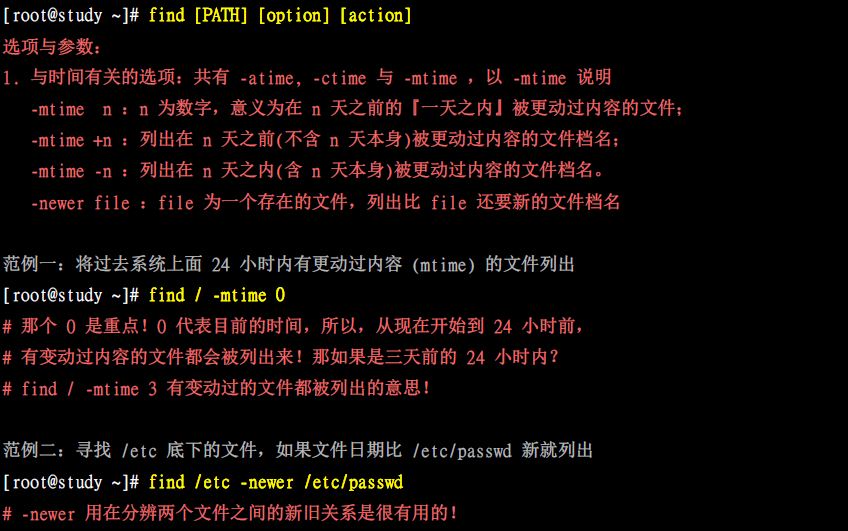 [root@study ~]# find [PATH] [option] [action]
选项与参数:
1. 与时间有关的选项:共有 -atime, -ctime 与 -mtime ,以 -mtime 说明
-mtime  n :n 为数字,意义为在 n 天之前的『一天之内』被更动过内容的文件;
-mtime +n :列出在 n 天之前(不含 n 天本身)被更动过内容的文件档名;
-mtime -n :列出在 n 天之内(含 n 天本身)被更动过内容的文件档名。
-newer file :file 为一个存在的文件,列出比 file 还要新的文件档名
范例一:将过去系统上面 24 小时内有更动过内容 (mtime) 的文件列出
[root@study ~]# find / -mtime 0
# 那个 0 是重点!0 代表目前的时间,所以,从现在开始到 24 小时前,
# 有变动过内容的文件都会被列出来!那如果是三天前的 24 小时内?
# find / -mtime 3 有变动过的文件都被列出的意思!
范例二:寻找 /etc 底下的文件,如果文件日期比 /etc/passwd 新就列出
[root@study ~]# find /etc -newer /etc/passwd
# -newer 用在分辨两个文件之间的新旧关系是很有用的!